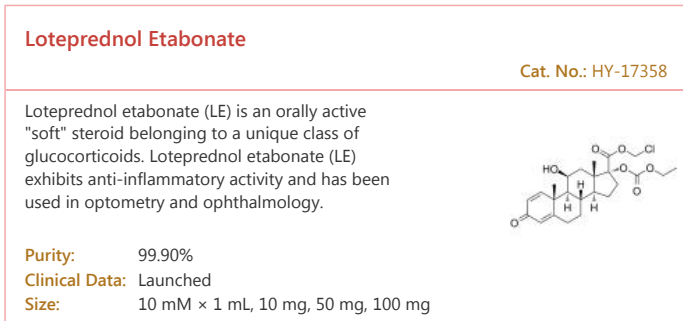 Loteprednol Etabonate
Cat. No.: HY-17358
Loteprednol etabonate (LE) is an orally active
"soft" steroid belonging to a unique class of
glucocorticoids. Loteprednol etabonate (LE)
exhibits anti-inflammatory activity and has been
used in optometry and ophthalmology.
O O Cl
HO O O
O
H
H H
O
Purity: 99.90%
Clinical Data: Launched
Size: 10 mM × 1 mL, 10 mg, 50 mg, 100 mg